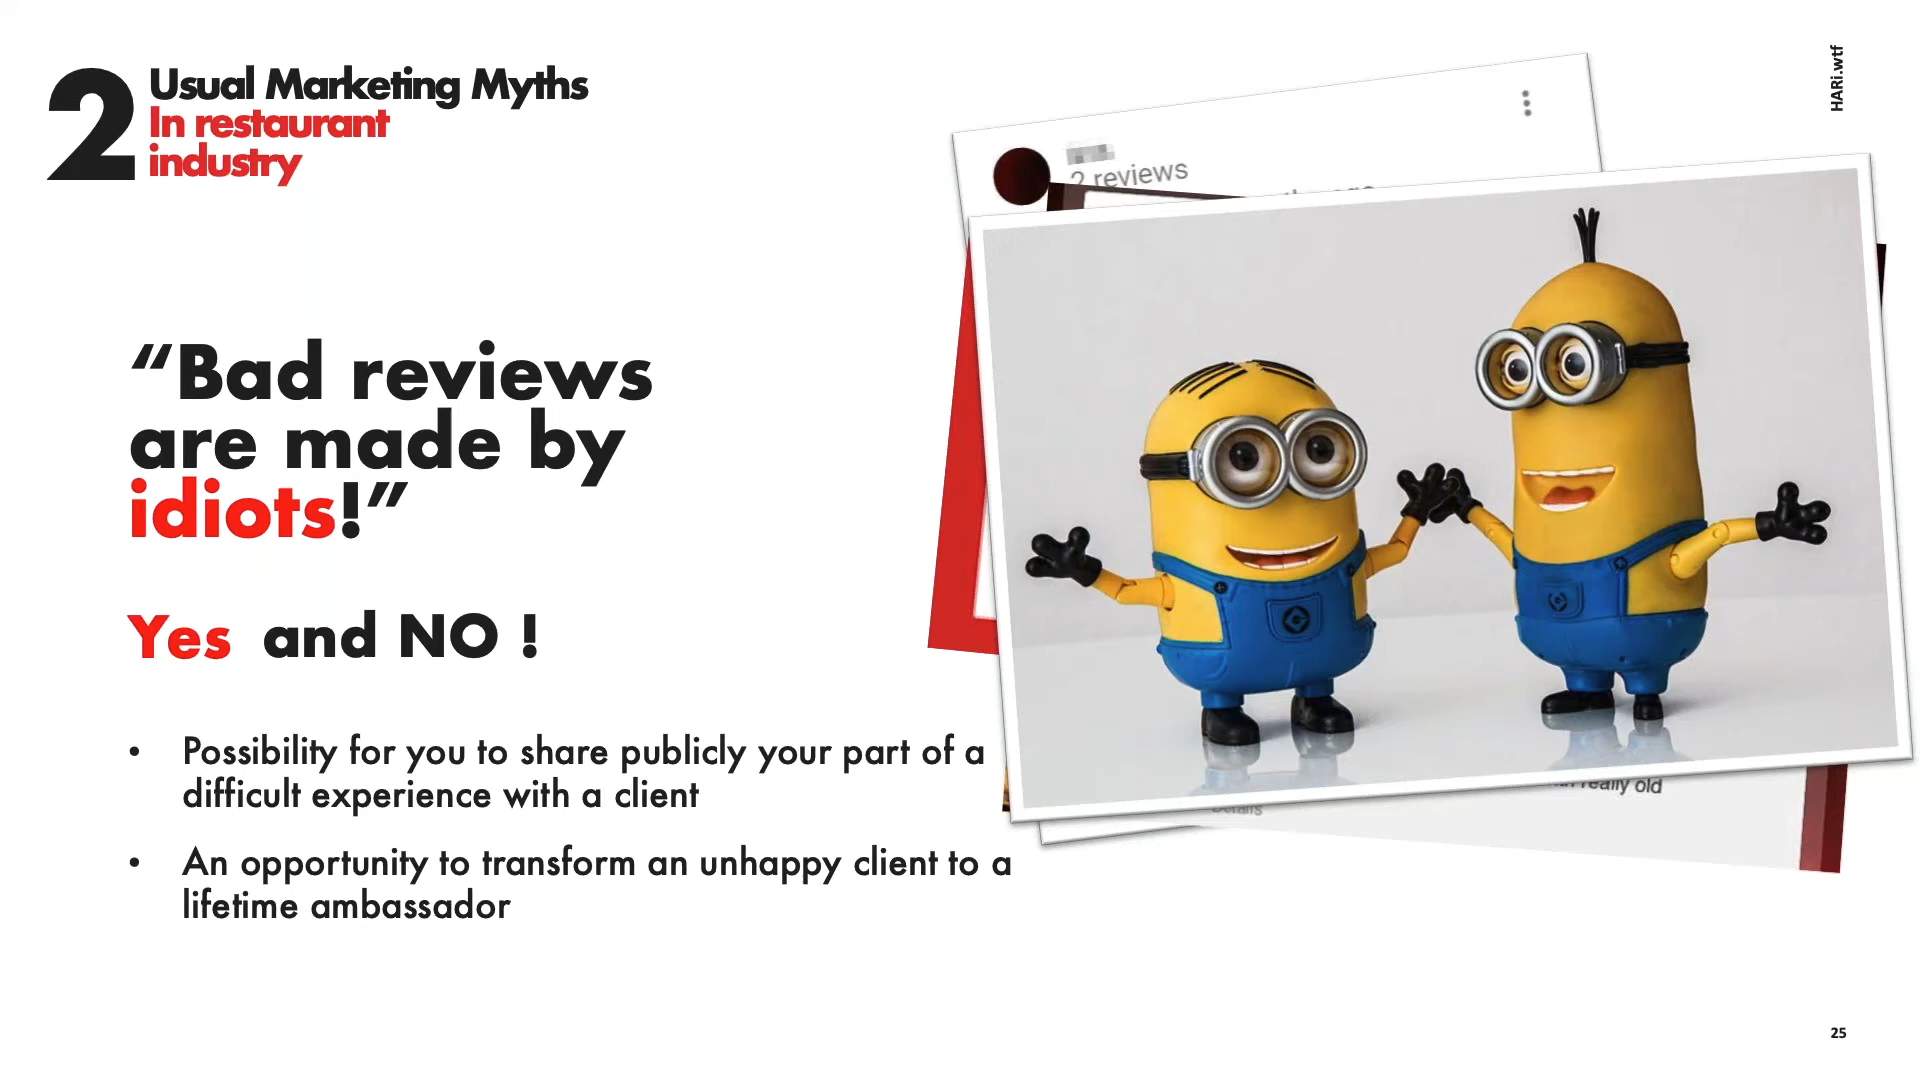 2
Usual Marketing Myths
In restaurant
industry
HARi.wtf
2 reviews
“Bad reviews
are made by
idiots!”
Yes and NO !
• Possibility for you to share publicly your part of a
difficult experience with a client
• An opportunity to transform an unhappy client to a
lifetime ambassador
really old
25